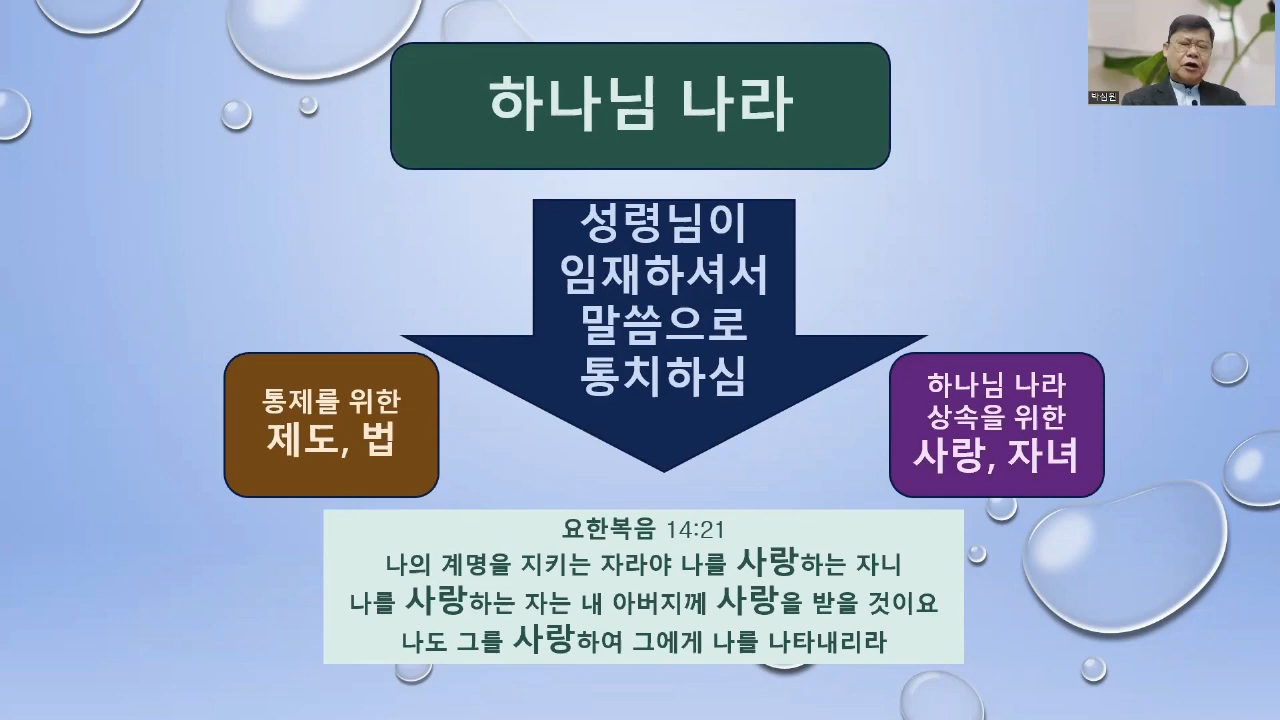 하나님 나라
성령님이
임재하셔서
말씀으로
통치하심
통제를 위한
제도, 법
하나님 나라
상속을 위한
사랑, 자녀
요한복음 14:21
나의 계명을 지키는 자라야 나를 사랑하는 자니
나를 사랑하는 자는 내 아버지께 사랑을 받을 것이요
나도 그를 사랑하여 그에게 나를 나타내리라
박심원